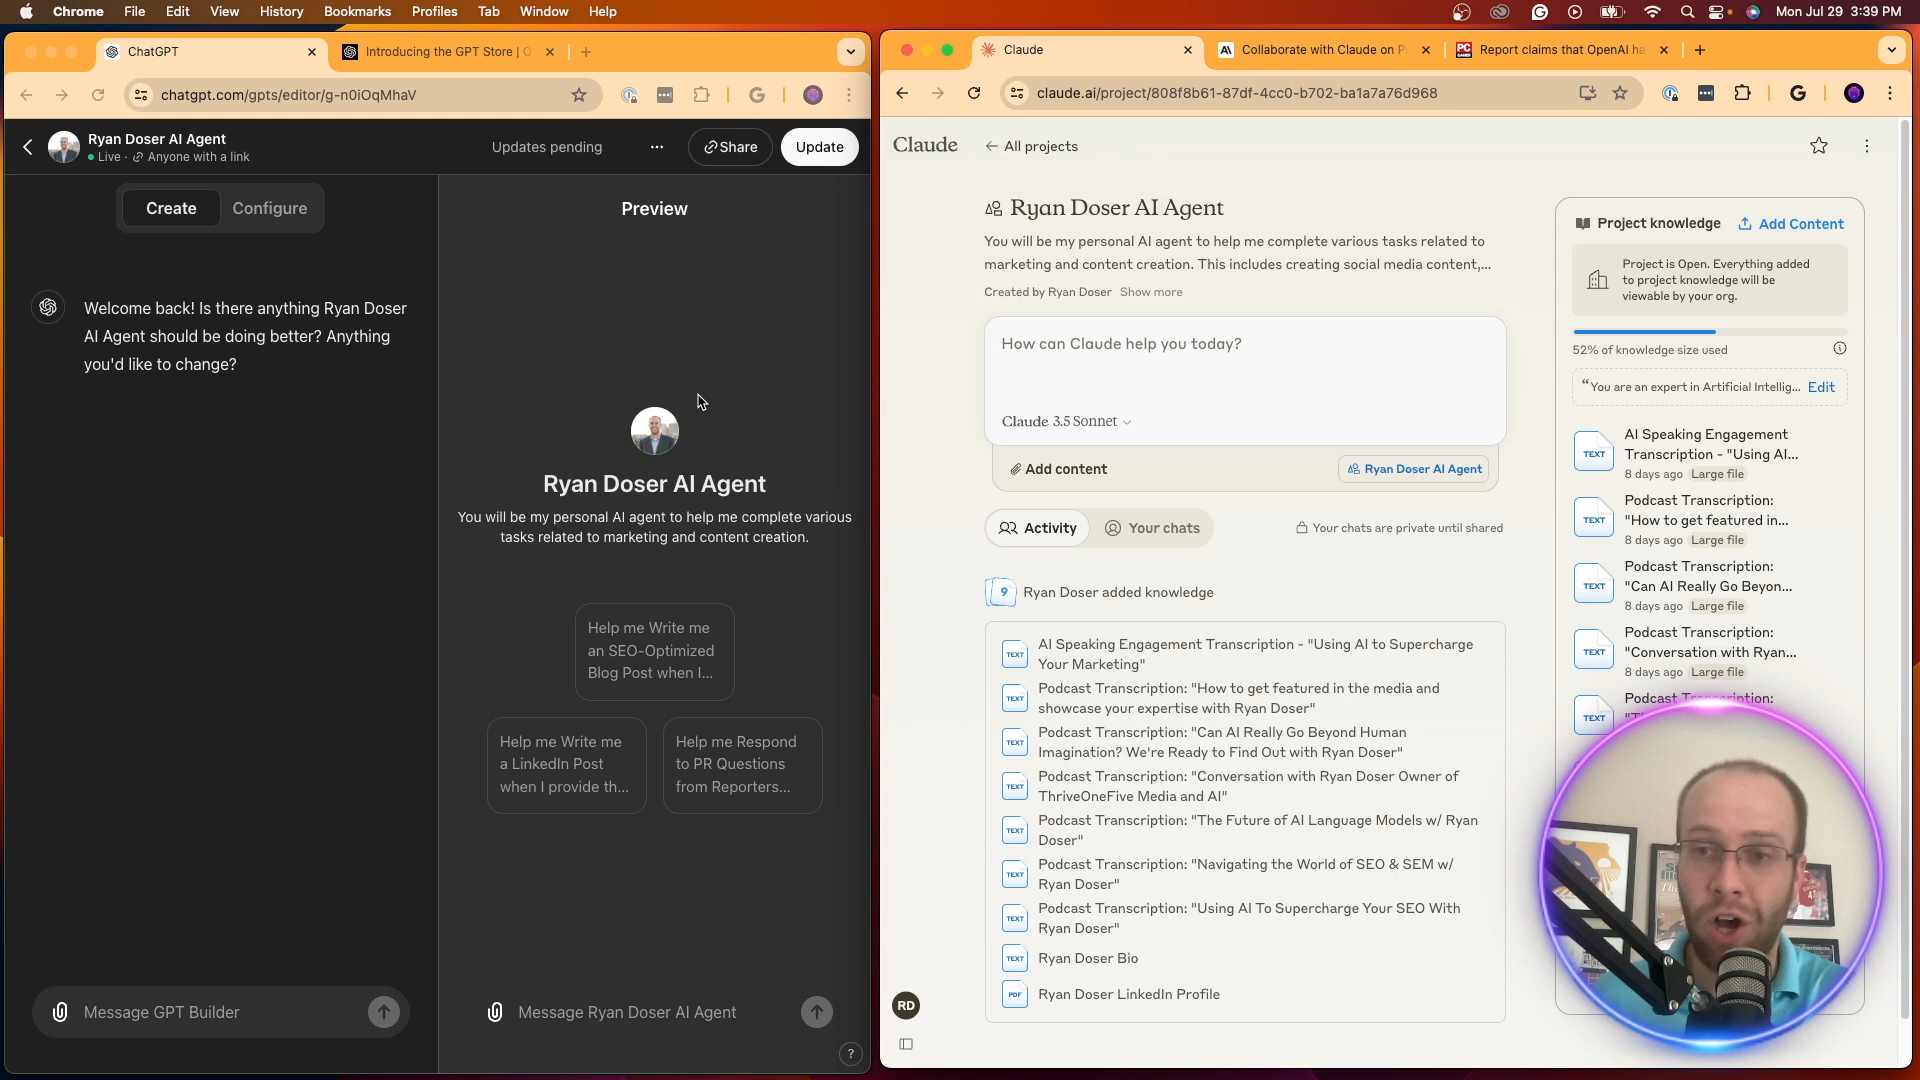 Chrome File Edit View History Bookmarks Profiles Tab Window Help
Mon Jul 29 3:39 PM
ChatGPT
Introducing the GPT Store | O
chatgpt.com/gpts/editor/g-n0iOqMhaV
Ryan Doser AI Agent
Live · Anyone with a link
Updates pending
Share
Update
Create
Configure
Welcome back! Is there anything Ryan Doser
AI Agent should be doing better? Anything
you'd like to change?
Message GPT Builder
Preview
Ryan Doser AI Agent
You will be my personal AI agent to help me complete various
tasks related to marketing and content creation.
Help me Write me
an SEO-Optimized
Blog Post when I...
Help me Write me
a LinkedIn Post
when I provide th...
Help me Respond
to PR Questions
from Reporters...
Message Ryan Doser AI Agent
?
Claude
Collaborate with Claude on P
PC GAMER
Report claims that OpenAI ha
claude.ai/project/808f8b61-87df-4cc0-b702-ba1a7a76d968
Claude
All projects
Ryan Doser AI Agent
You will be my personal AI agent to help me complete various tasks related to
marketing and content creation. This includes creating social media content,...
Created by Ryan Doser Show more
How can Claude help you today?
Claude 3.5 Sonnet
Add content
Ryan Doser AI Agent
Activity
Your chats
Your chats are private until shared
9
Ryan Doser added knowledge
TEXT
AI Speaking Engagement Transcription - "Using AI to Supercharge
Your Marketing"
TEXT
Podcast Transcription: "How to get featured in the media and
showcase your expertise with Ryan Doser"
TEXT
Podcast Transcription: "Can AI Really Go Beyond Human
Imagination? We're Ready to Find Out with Ryan Doser"
TEXT
Podcast Transcription: "Conversation with Ryan Doser Owner of
ThriveOneFive Media and AI"
TEXT
Podcast Transcription: "The Future of AI Language Models w/ Ryan
Doser"
TEXT
Podcast Transcription: "Navigating the World of SEO & SEM w/
Ryan Doser"
TEXT
Podcast Transcription: "Using AI To Supercharge Your SEO With
Ryan Doser"
TEXT
Ryan Doser Bio
PDF
Ryan Doser LinkedIn Profile
RD
Project knowledge
Add Content
Project is Open. Everything added
to project knowledge will be
viewable by your org.
52% of knowledge size used
“You are an expert in Artificial Intellig...
Edit
TEXT
AI Speaking Engagement
Transcription - "Using AI...
8 days ago Large file
TEXT
Podcast Transcription:
"How to get featured in...
8 days ago Large file
TEXT
Podcast Transcription:
"Can AI Really Go Beyon...
8 days ago Large file
TEXT
Podcast Transcription:
"Conversation with Ryan...
8 days ago Large file
TEXT
Podcast Transcription: